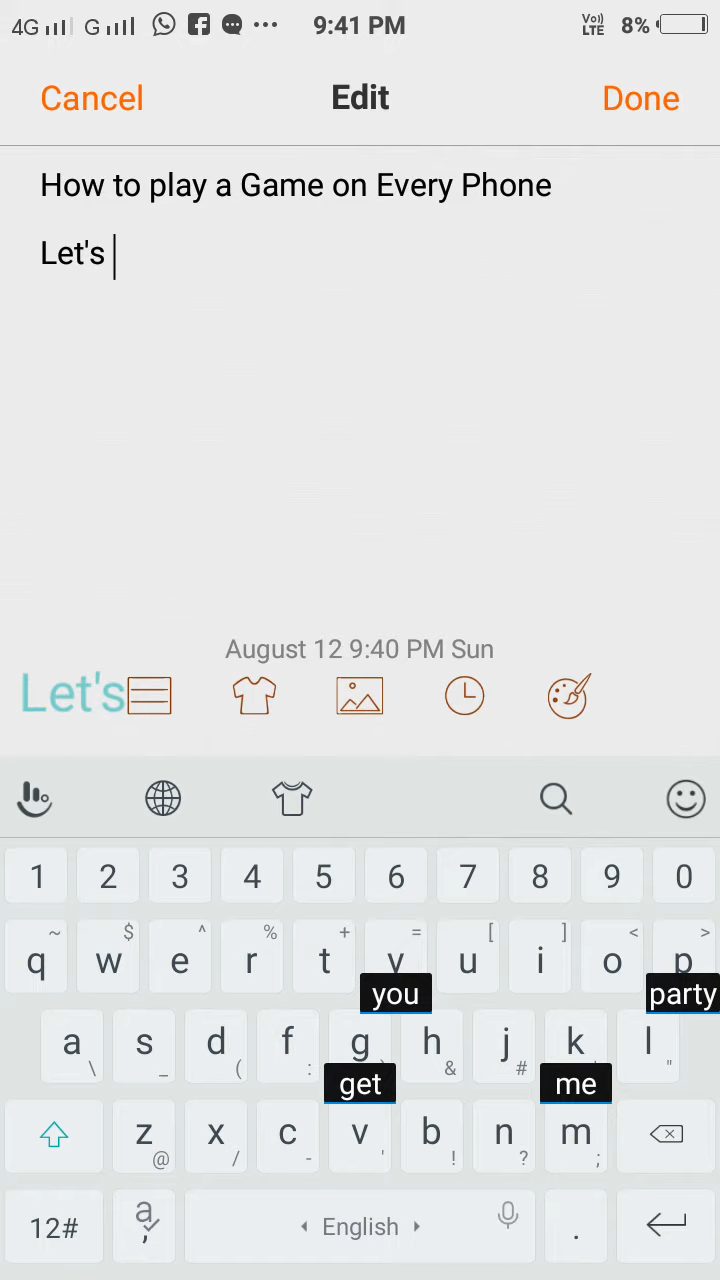 4G G 9:41 PM Vo)) LTE 8%
Cancel Edit Done
How to play a Game on Every Phone
Let's
August 12 9:40 PM Sun
Let's
1 2 3 4 5 6 7 8 9 0
~ $ ^ % + = [ ] < >
q w e r t y u i o p
you party
a s d f g h j k l
\ _ ( : ) & # ' "
get me
z x c v b n m
@ / - ' ! ? ;
12# a , English .